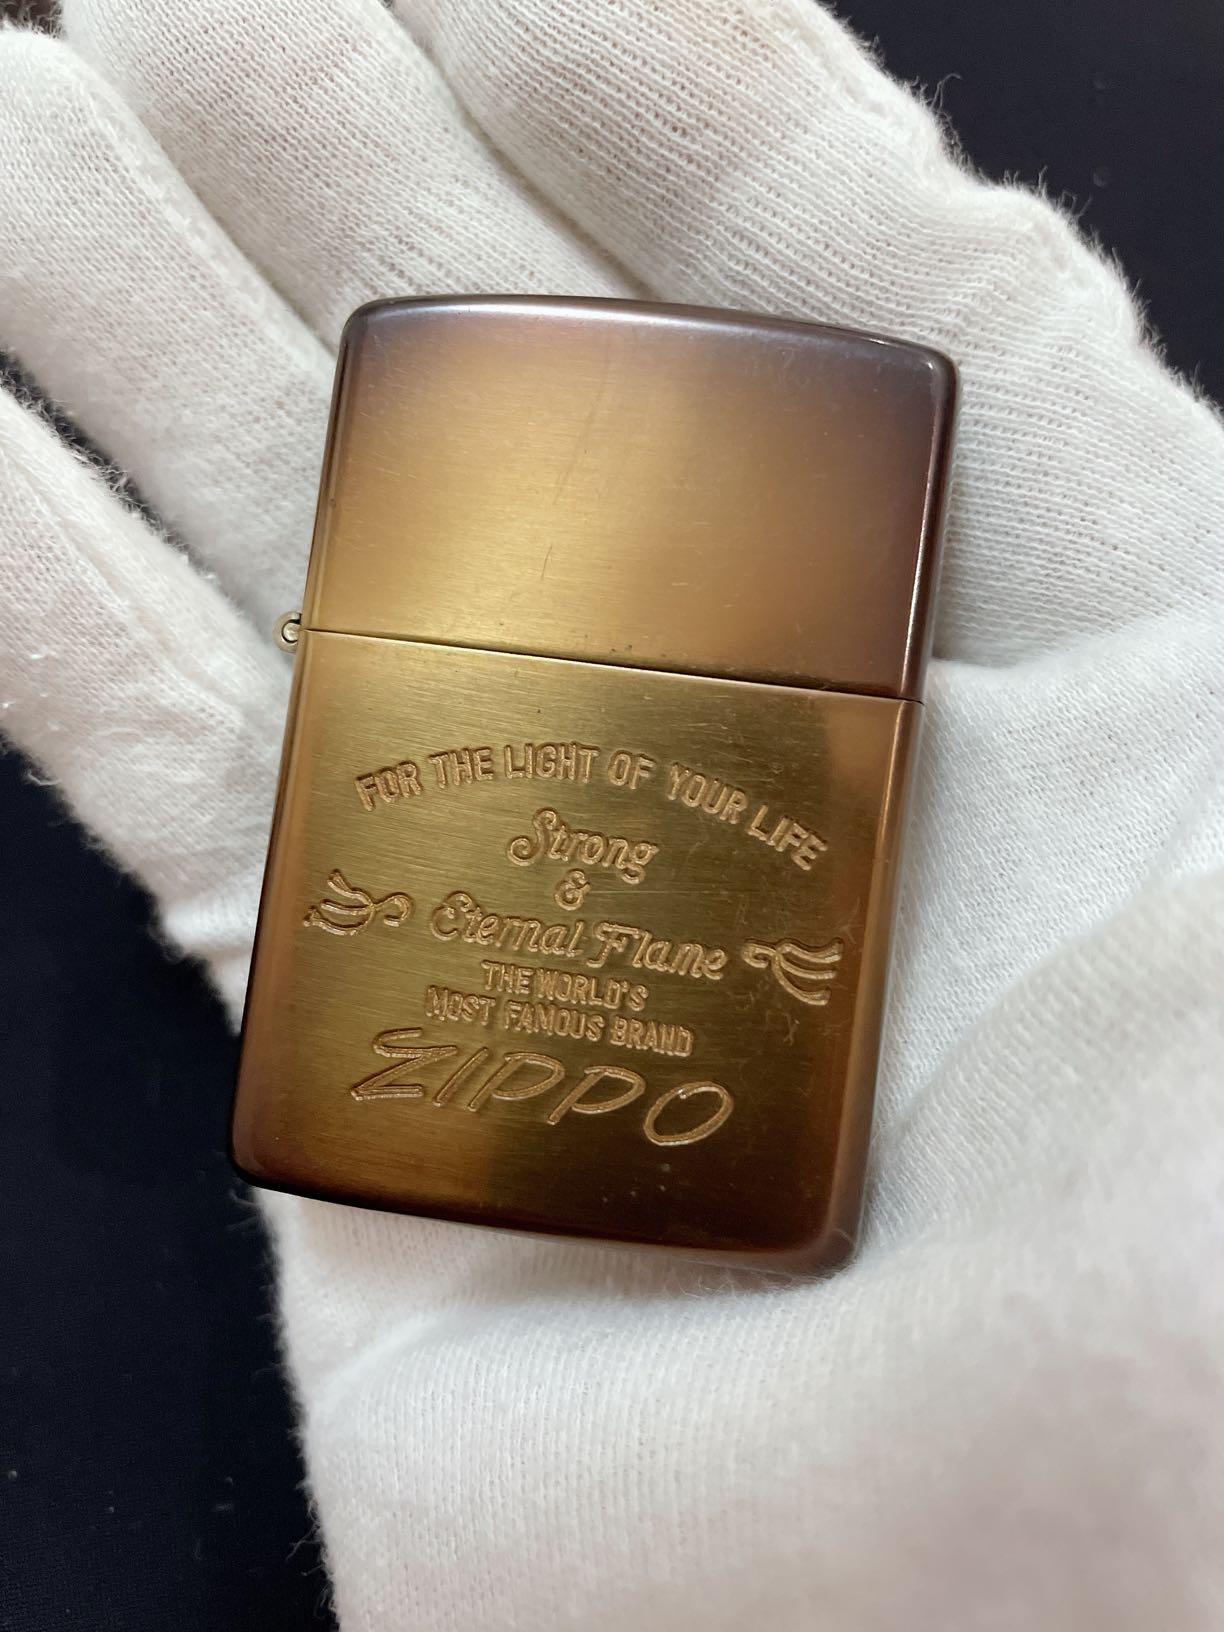 FOR THE LIGHT OF YOUR LIFE
Strong
&
Eternal Flame
THE WORLD'S
MOST FAMOUS BRAND
ZIPPO